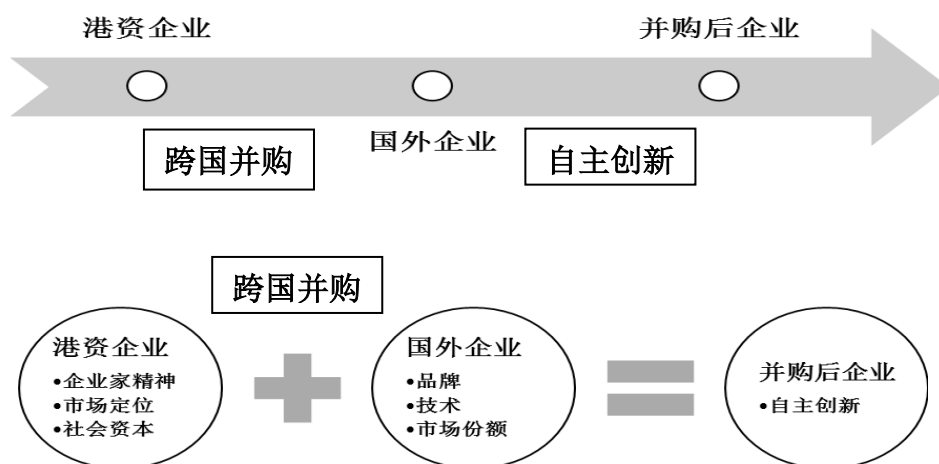 港资企业
并购后企业
跨国并购
国外企业
自主创新
跨国并购
港资企业
•企业家精神
•市场定位
•社会资本
国外企业
•品牌
•技术
•市场份额
并购后企业
•自主创新